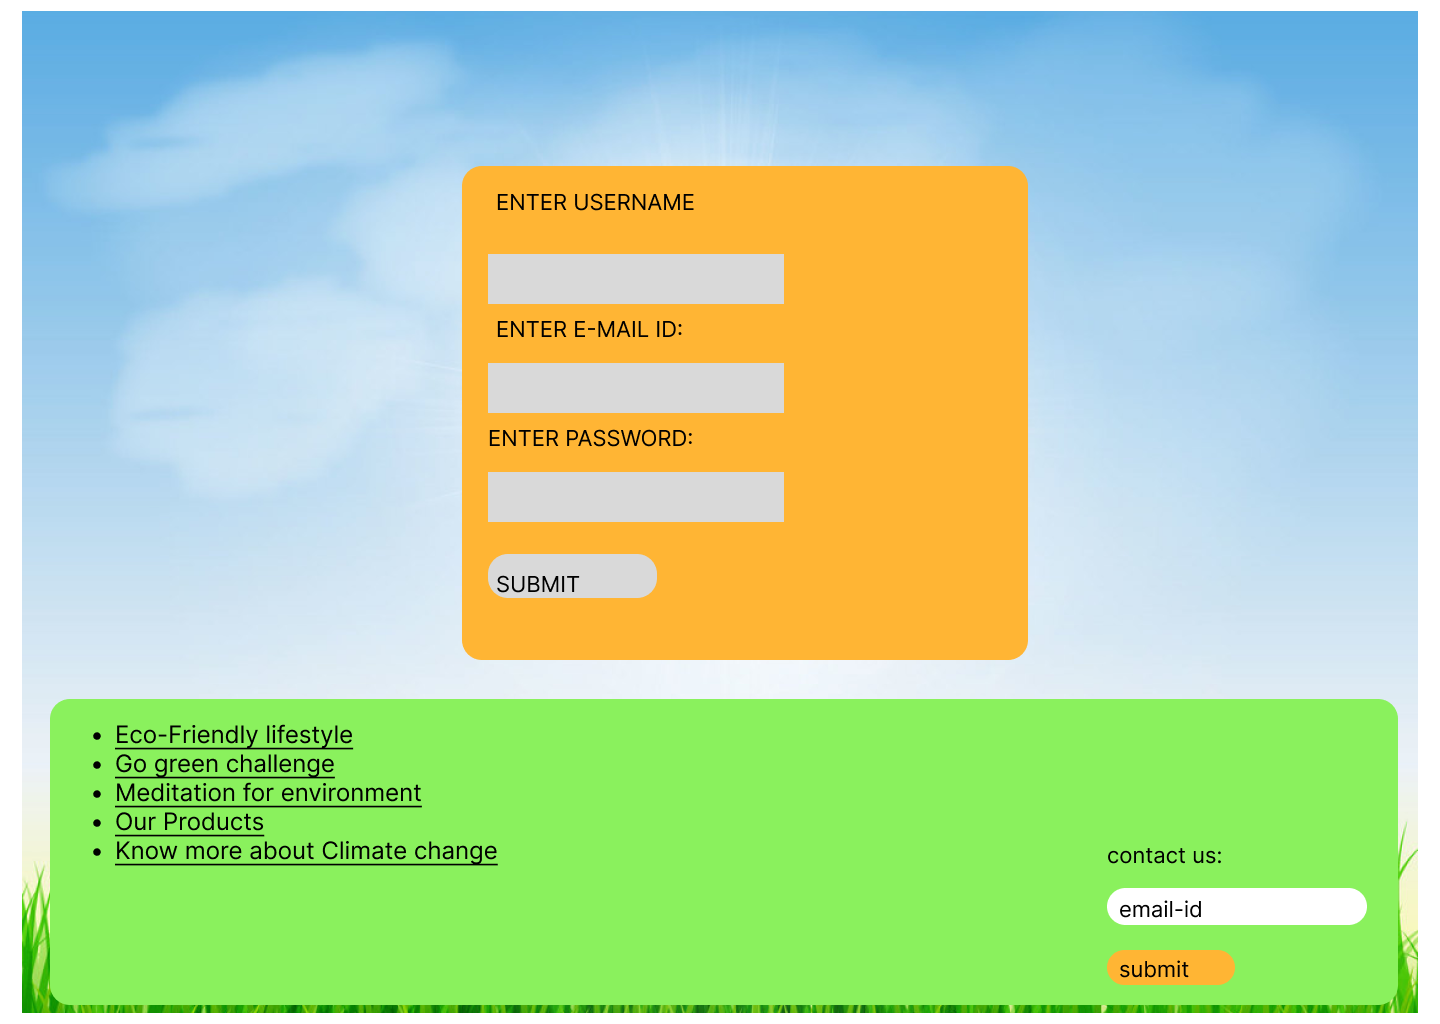 ENTER USERNAME
ENTER E-MAIL ID:
ENTER PASSWORD:
SUBMIT
• Eco-Friendly lifestyle
• Go green challenge
• Meditation for environment
• Our Products
• Know more about Climate change
contact us:
email-id
submit